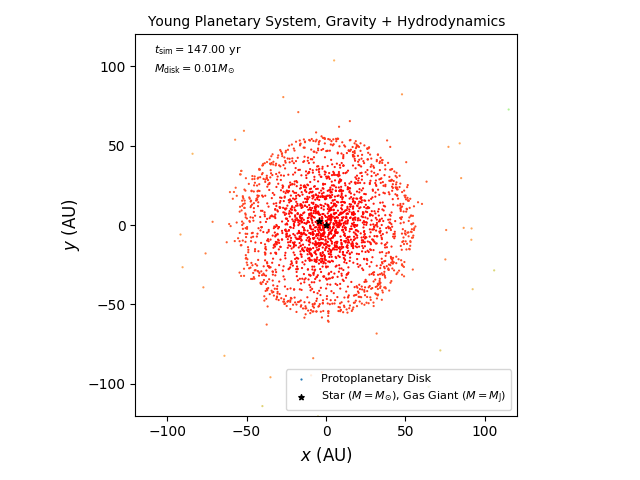 Young Planetary System, Gravity + Hydrodynamics
t_sim = 147.00 yr
M_disk = 0.01M_⊙
100
50
0
−50
−100
y (AU)
Protoplanetary Disk
Star (M = M_⊙), Gas Giant (M = M_J)
−100 −50 0 50 100
x (AU)